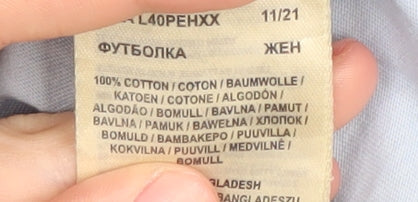 L40PEHXX 11/21
ФУТБОЛКА ЖЕН
100% COTTON / COTON / BAUMWOLLE /
KATOEN / COTONE / ALGODÓN /
ALGODÃO / BOMULL / BAVLNA / PAMUT /
BAVLNA / PAMUK / BAWEŁNA / ХЛОПОК /
BOMULD / BAMBAKEPO / PUUVILLA /
KOKVILNA / PUUVILL / MEDVILNĖ /
BOMULL